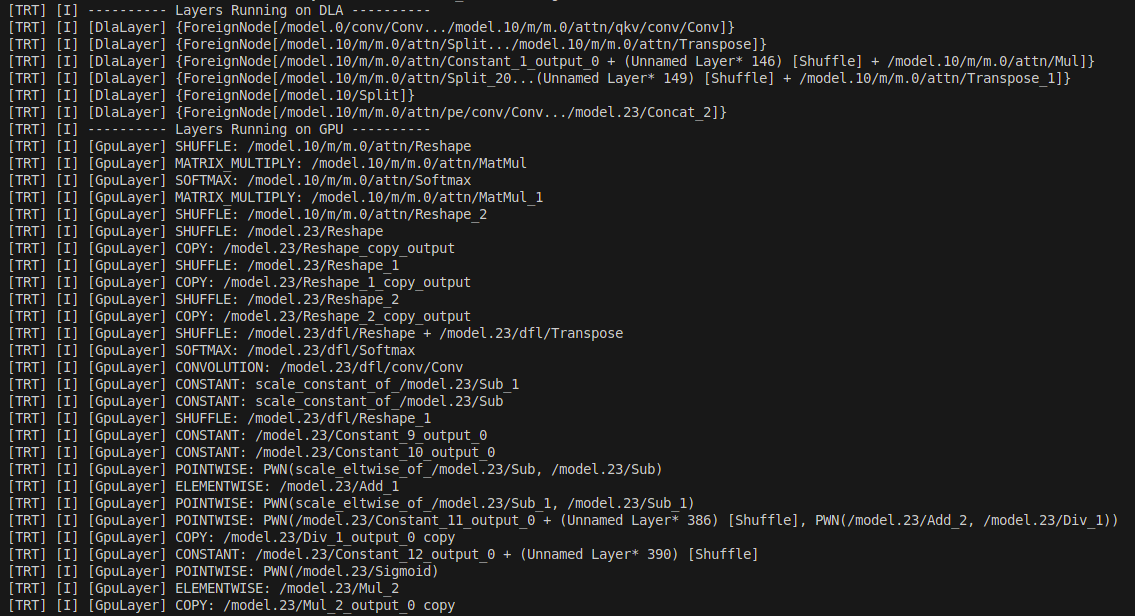 [TRT] [I] ---------- Layers Running on DLA ----------
[TRT] [I] [DlaLayer] {ForeignNode[/model.0/conv/Conv.../model.10/m/m.0/attn/qkv/conv/Conv]}
[TRT] [I] [DlaLayer] {ForeignNode[/model.10/m/m.0/attn/Split.../model.10/m/m.0/attn/Transpose]}
[TRT] [I] [DlaLayer] {ForeignNode[/model.10/m/m.0/attn/Constant_1_output_0 + (Unnamed Layer* 146) [Shuffle] + /model.10/m/m.0/attn/Mul]}
[TRT] [I] [DlaLayer] {ForeignNode[/model.10/m/m.0/attn/Split_20...(Unnamed Layer* 149) [Shuffle] + /model.10/m/m.0/attn/Transpose_1]}
[TRT] [I] [DlaLayer] {ForeignNode[/model.10/Split]}
[TRT] [I] [DlaLayer] {ForeignNode[/model.10/m/m.0/attn/pe/conv/Conv.../model.23/Concat_2]}
[TRT] [I] ---------- Layers Running on GPU ----------
[TRT] [I] [GpuLayer] SHUFFLE: /model.10/m/m.0/attn/Reshape
[TRT] [I] [GpuLayer] MATRIX_MULTIPLY: /model.10/m/m.0/attn/MatMul
[TRT] [I] [GpuLayer] SOFTMAX: /model.10/m/m.0/attn/Softmax
[TRT] [I] [GpuLayer] MATRIX_MULTIPLY: /model.10/m/m.0/attn/MatMul_1
[TRT] [I] [GpuLayer] SHUFFLE: /model.10/m/m.0/attn/Reshape_2
[TRT] [I] [GpuLayer] SHUFFLE: /model.23/Reshape
[TRT] [I] [GpuLayer] COPY: /model.23/Reshape_copy_output
[TRT] [I] [GpuLayer] SHUFFLE: /model.23/Reshape_1
[TRT] [I] [GpuLayer] COPY: /model.23/Reshape_1_copy_output
[TRT] [I] [GpuLayer] SHUFFLE: /model.23/Reshape_2
[TRT] [I] [GpuLayer] COPY: /model.23/Reshape_2_copy_output
[TRT] [I] [GpuLayer] SHUFFLE: /model.23/dfl/Reshape + /model.23/dfl/Transpose
[TRT] [I] [GpuLayer] SOFTMAX: /model.23/dfl/Softmax
[TRT] [I] [GpuLayer] CONVOLUTION: /model.23/dfl/conv/Conv
[TRT] [I] [GpuLayer] CONSTANT: scale_constant_of_/model.23/Sub_1
[TRT] [I] [GpuLayer] CONSTANT: scale_constant_of_/model.23/Sub
[TRT] [I] [GpuLayer] SHUFFLE: /model.23/dfl/Reshape_1
[TRT] [I] [GpuLayer] CONSTANT: /model.23/Constant_9_output_0
[TRT] [I] [GpuLayer] CONSTANT: /model.23/Constant_10_output_0
[TRT] [I] [GpuLayer] POINTWISE: PWN(scale_eltwise_of_/model.23/Sub, /model.23/Sub)
[TRT] [I] [GpuLayer] ELEMENTWISE: /model.23/Add_1
[TRT] [I] [GpuLayer] POINTWISE: PWN(scale_eltwise_of_/model.23/Sub_1, /model.23/Sub_1)
[TRT] [I] [GpuLayer] POINTWISE: PWN(/model.23/Constant_11_output_0 + (Unnamed Layer* 386) [Shuffle], PWN(/model.23/Add_2, /model.23/Div_1))
[TRT] [I] [GpuLayer] COPY: /model.23/Div_1_output_0 copy
[TRT] [I] [GpuLayer] CONSTANT: /model.23/Constant_12_output_0 + (Unnamed Layer* 390) [Shuffle]
[TRT] [I] [GpuLayer] POINTWISE: PWN(/model.23/Sigmoid)
[TRT] [I] [GpuLayer] ELEMENTWISE: /model.23/Mul_2
[TRT] [I] [GpuLayer] COPY: /model.23/Mul_2_output_0 copy